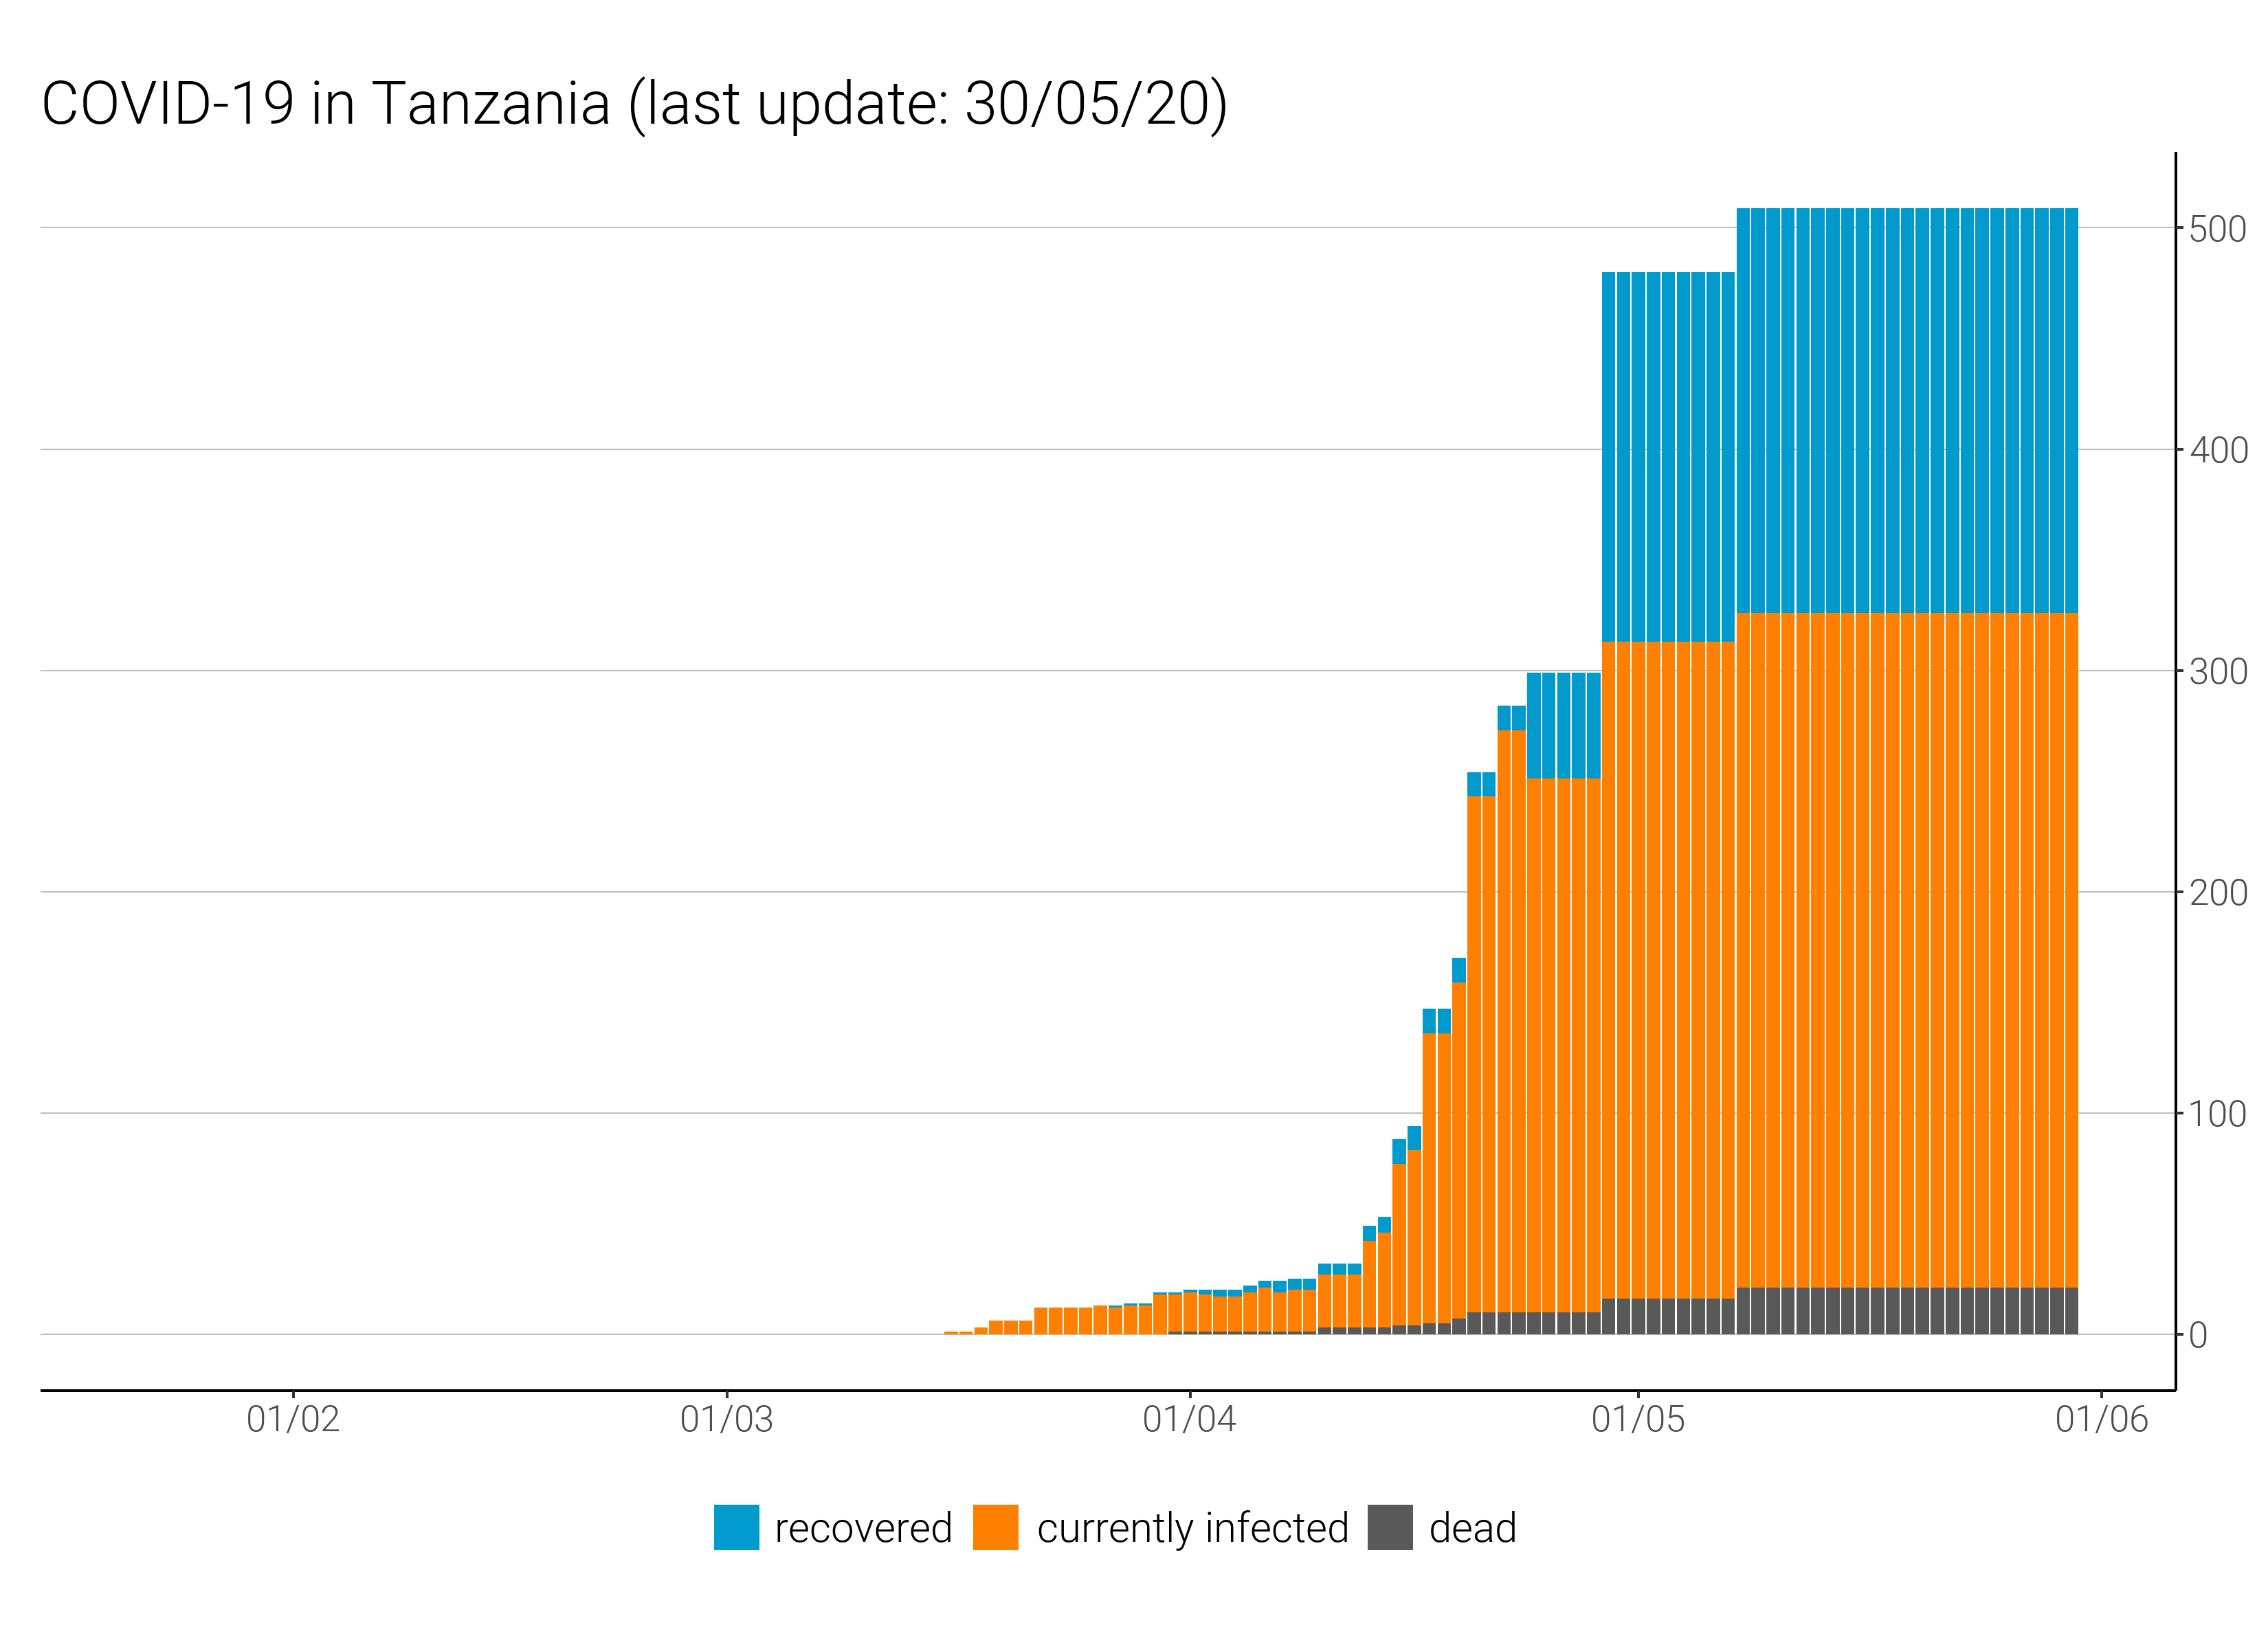 COVID-19 in Tanzania (last update: 30/05/20)
500
400
300
200
100
0
01/02 01/03 01/04 01/05 01/06
recovered currently infected dead